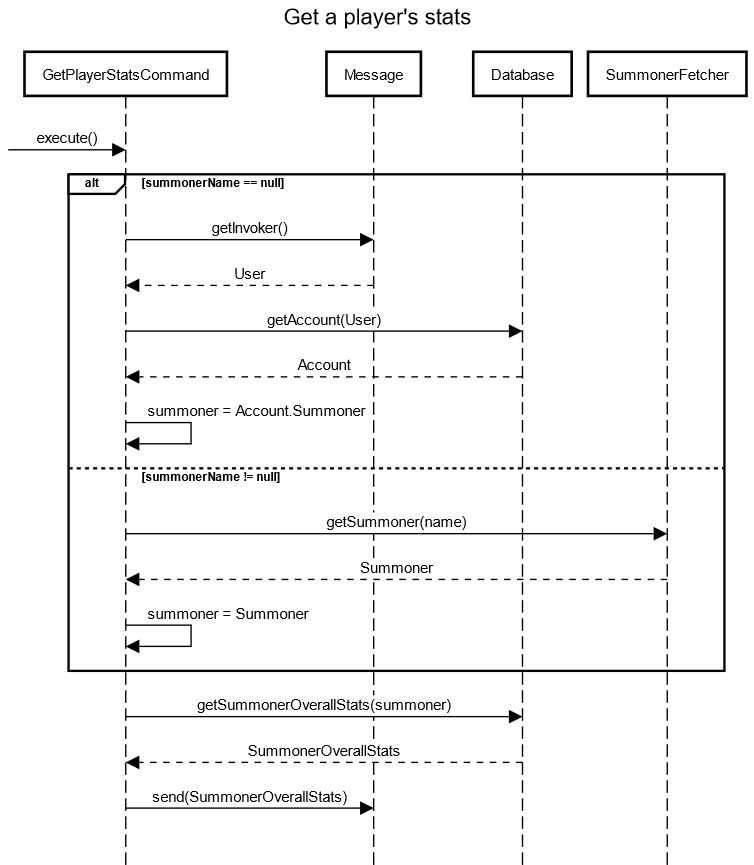 Get a player's stats
GetPlayerStatsCommand
Message
Database
SummonerFetcher
execute()
alt
[summonerName == null]
getInvoker()
User
getAccount(User)
Account
summoner = Account.Summoner
[summonerName != null]
getSummoner(name)
Summoner
summoner = Summoner
getSummonerOverallStats(summoner)
SummonerOverallStats
send(SummonerOverallStats)